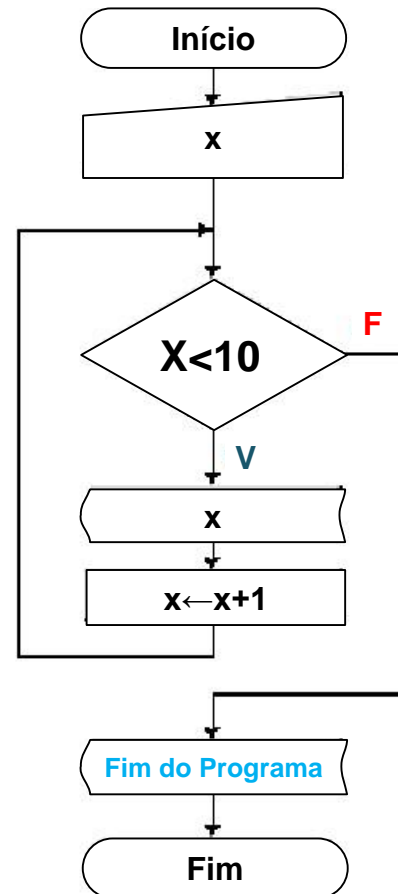 Início
x
X<10
F
V
x
x←x+1
Fim do Programa
Fim